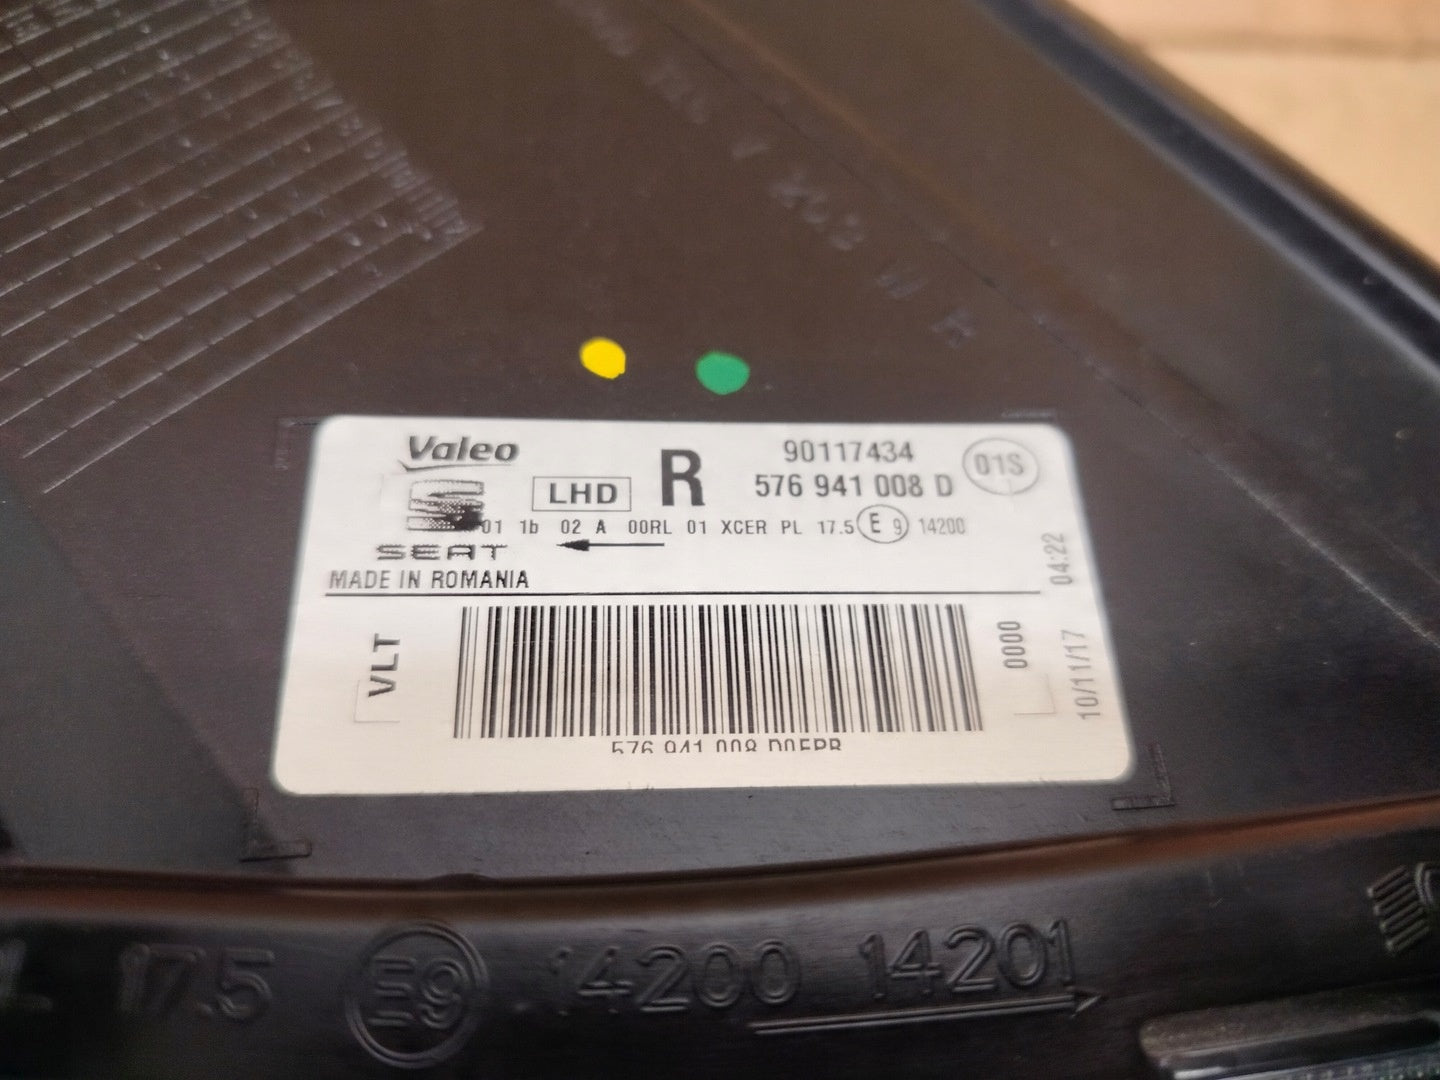 Valeo
R
90117434
01S
LHD
576 941 008 D
01 1b 02 A 00RL 01 XCER PL 17.5 E 9 14200
SEAT
MADE IN ROMANIA
04:22
VLT
0000
10/11/17
576 941 008 D0EPB
17.5 E9 14200 14201